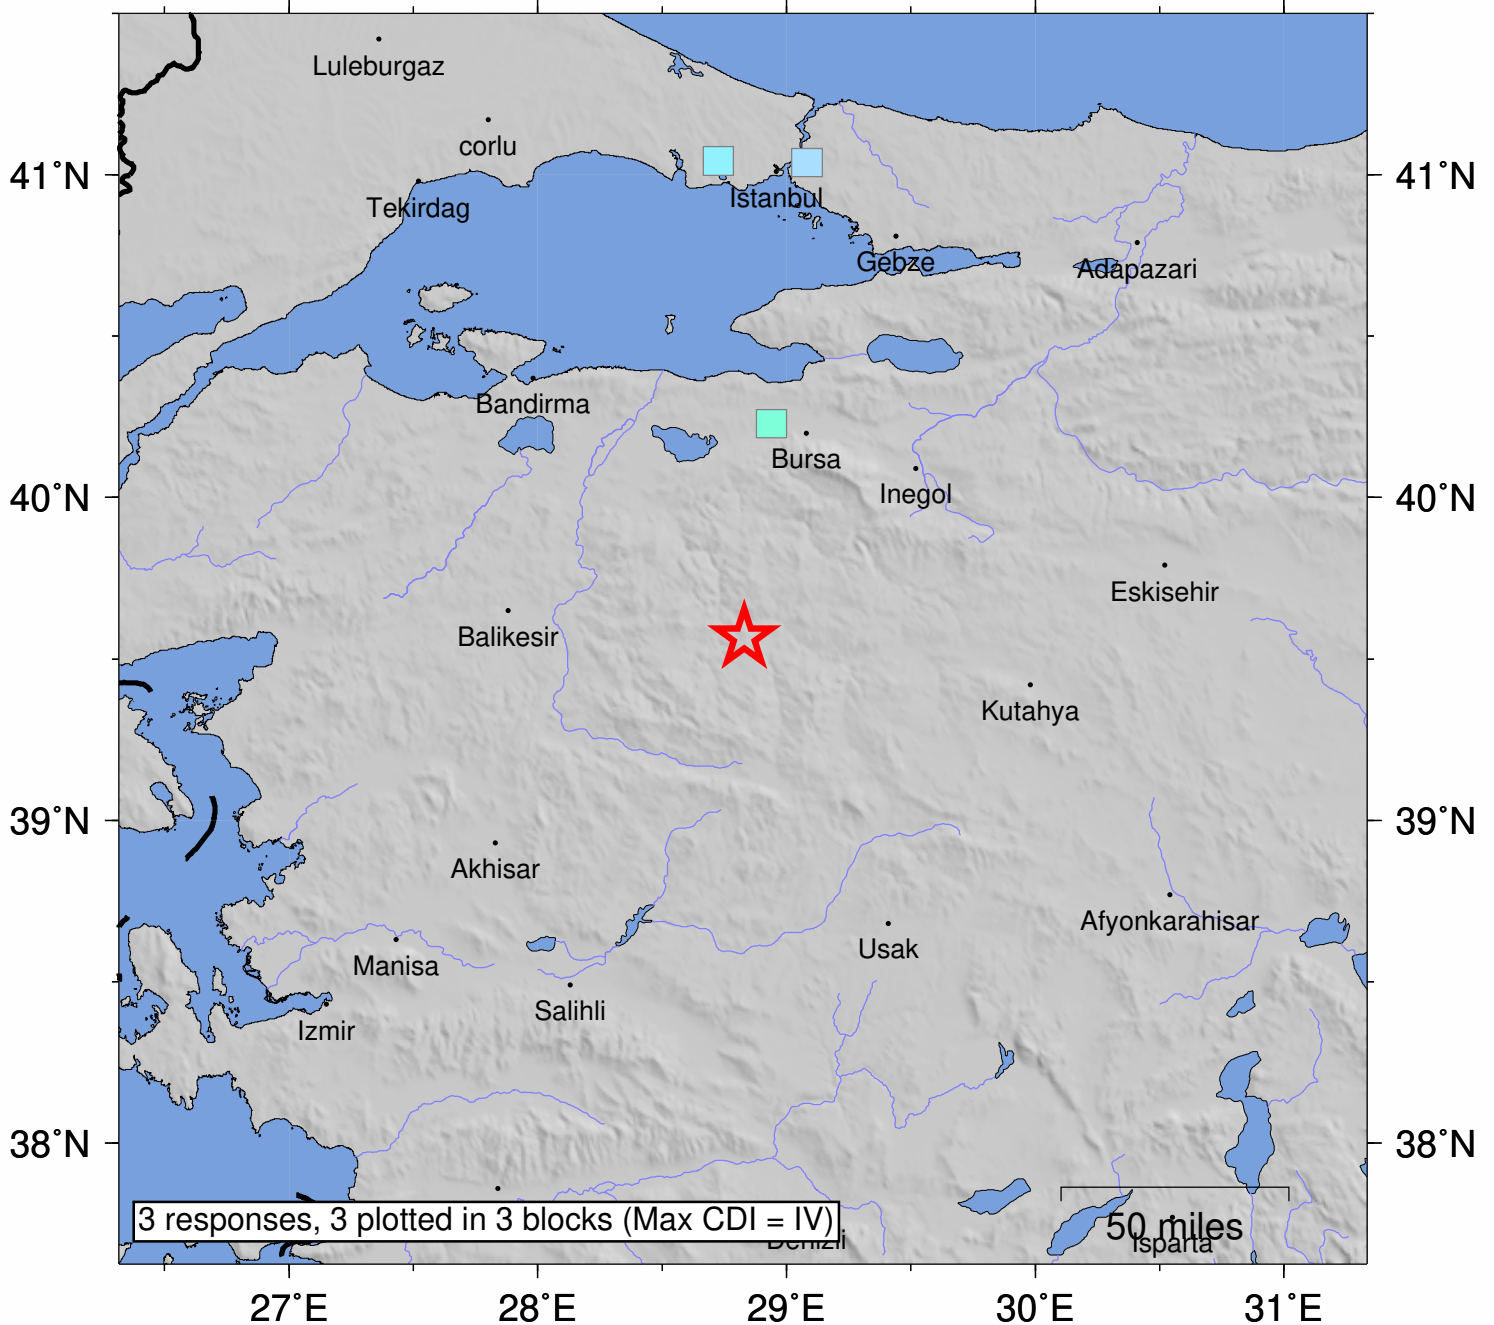 Luleburgaz
corlu
41°N
41°N
Tekirdag
Istanbul
Gebze
Adapazari
Bandirma
Bursa
40°N
Inegol
40°N
Eskisehir
Balikesir
Kutahya
39°N
39°N
Akhisar
Afyonkarahisar
Usak
Manisa
Salihli
Izmir
38°N
38°N
3 responses, 3 plotted in 3 blocks (Max CDI = IV)
50 miles
Denizli
Isparta
27°E
28°E
29°E
30°E
31°E